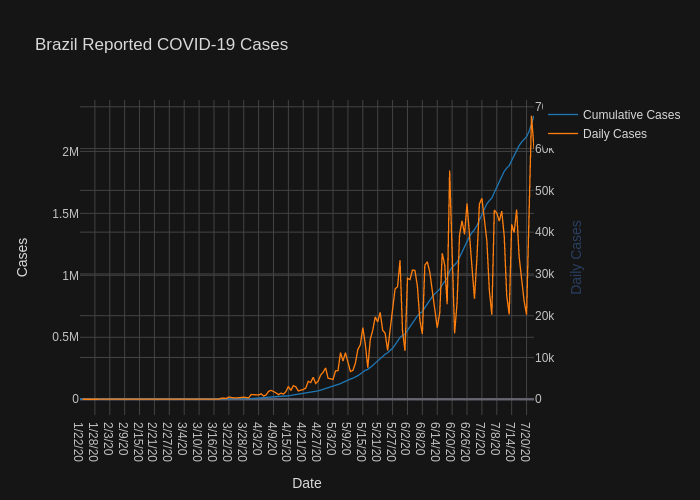 Brazil Reported COVID-19 Cases
Cumulative Cases
Daily Cases
2M
1.5M
1M
0.5M
0
Cases
60k
50k
40k
30k
20k
10k
0
Daily Cases
1/22/20
1/28/20
2/3/20
2/9/20
2/15/20
2/21/20
2/27/20
3/4/20
3/10/20
3/16/20
3/22/20
3/28/20
4/3/20
4/9/20
4/15/20
4/21/20
4/27/20
5/3/20
5/9/20
5/15/20
5/21/20
5/27/20
6/2/20
6/8/20
6/14/20
6/20/20
6/26/20
7/2/20
7/8/20
7/14/20
7/20/20
Date